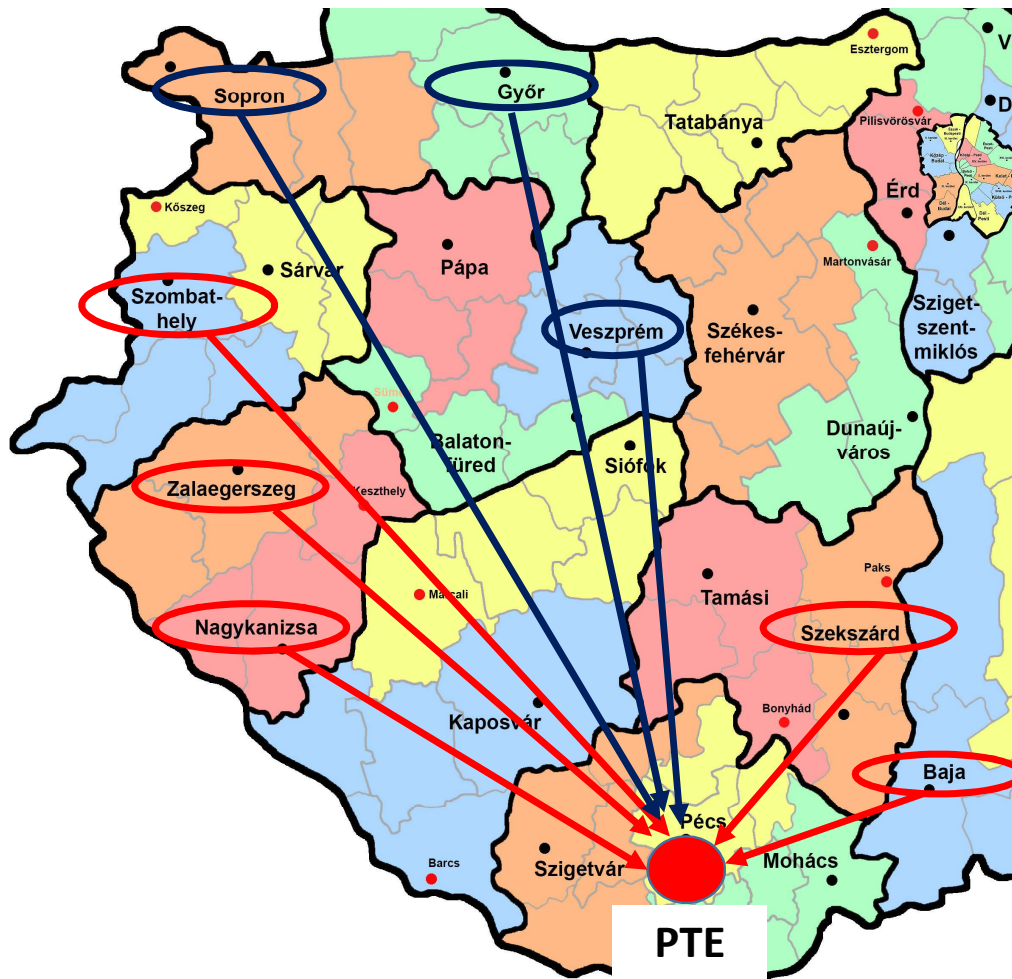 Esztergom
V
Sopron
Győr
D
Pilisvörösvár
Tatabánya
Érd
Kőszeg
Sárvár
Pápa
Martonvásár
Szombat-
hely
Veszprém
Székes-
fehérvár
Sziget-
szent-
miklós
Balaton-
füred
Siófok
Dunaúj-
város
Zalaegerszeg
Keszthely
Paks
Marcali
Tamási
Nagykanizsa
Szekszárd
Kaposvár
Bonyhád
Baja
Pécs
Barcs
Szigetvár
Mohács
PTE